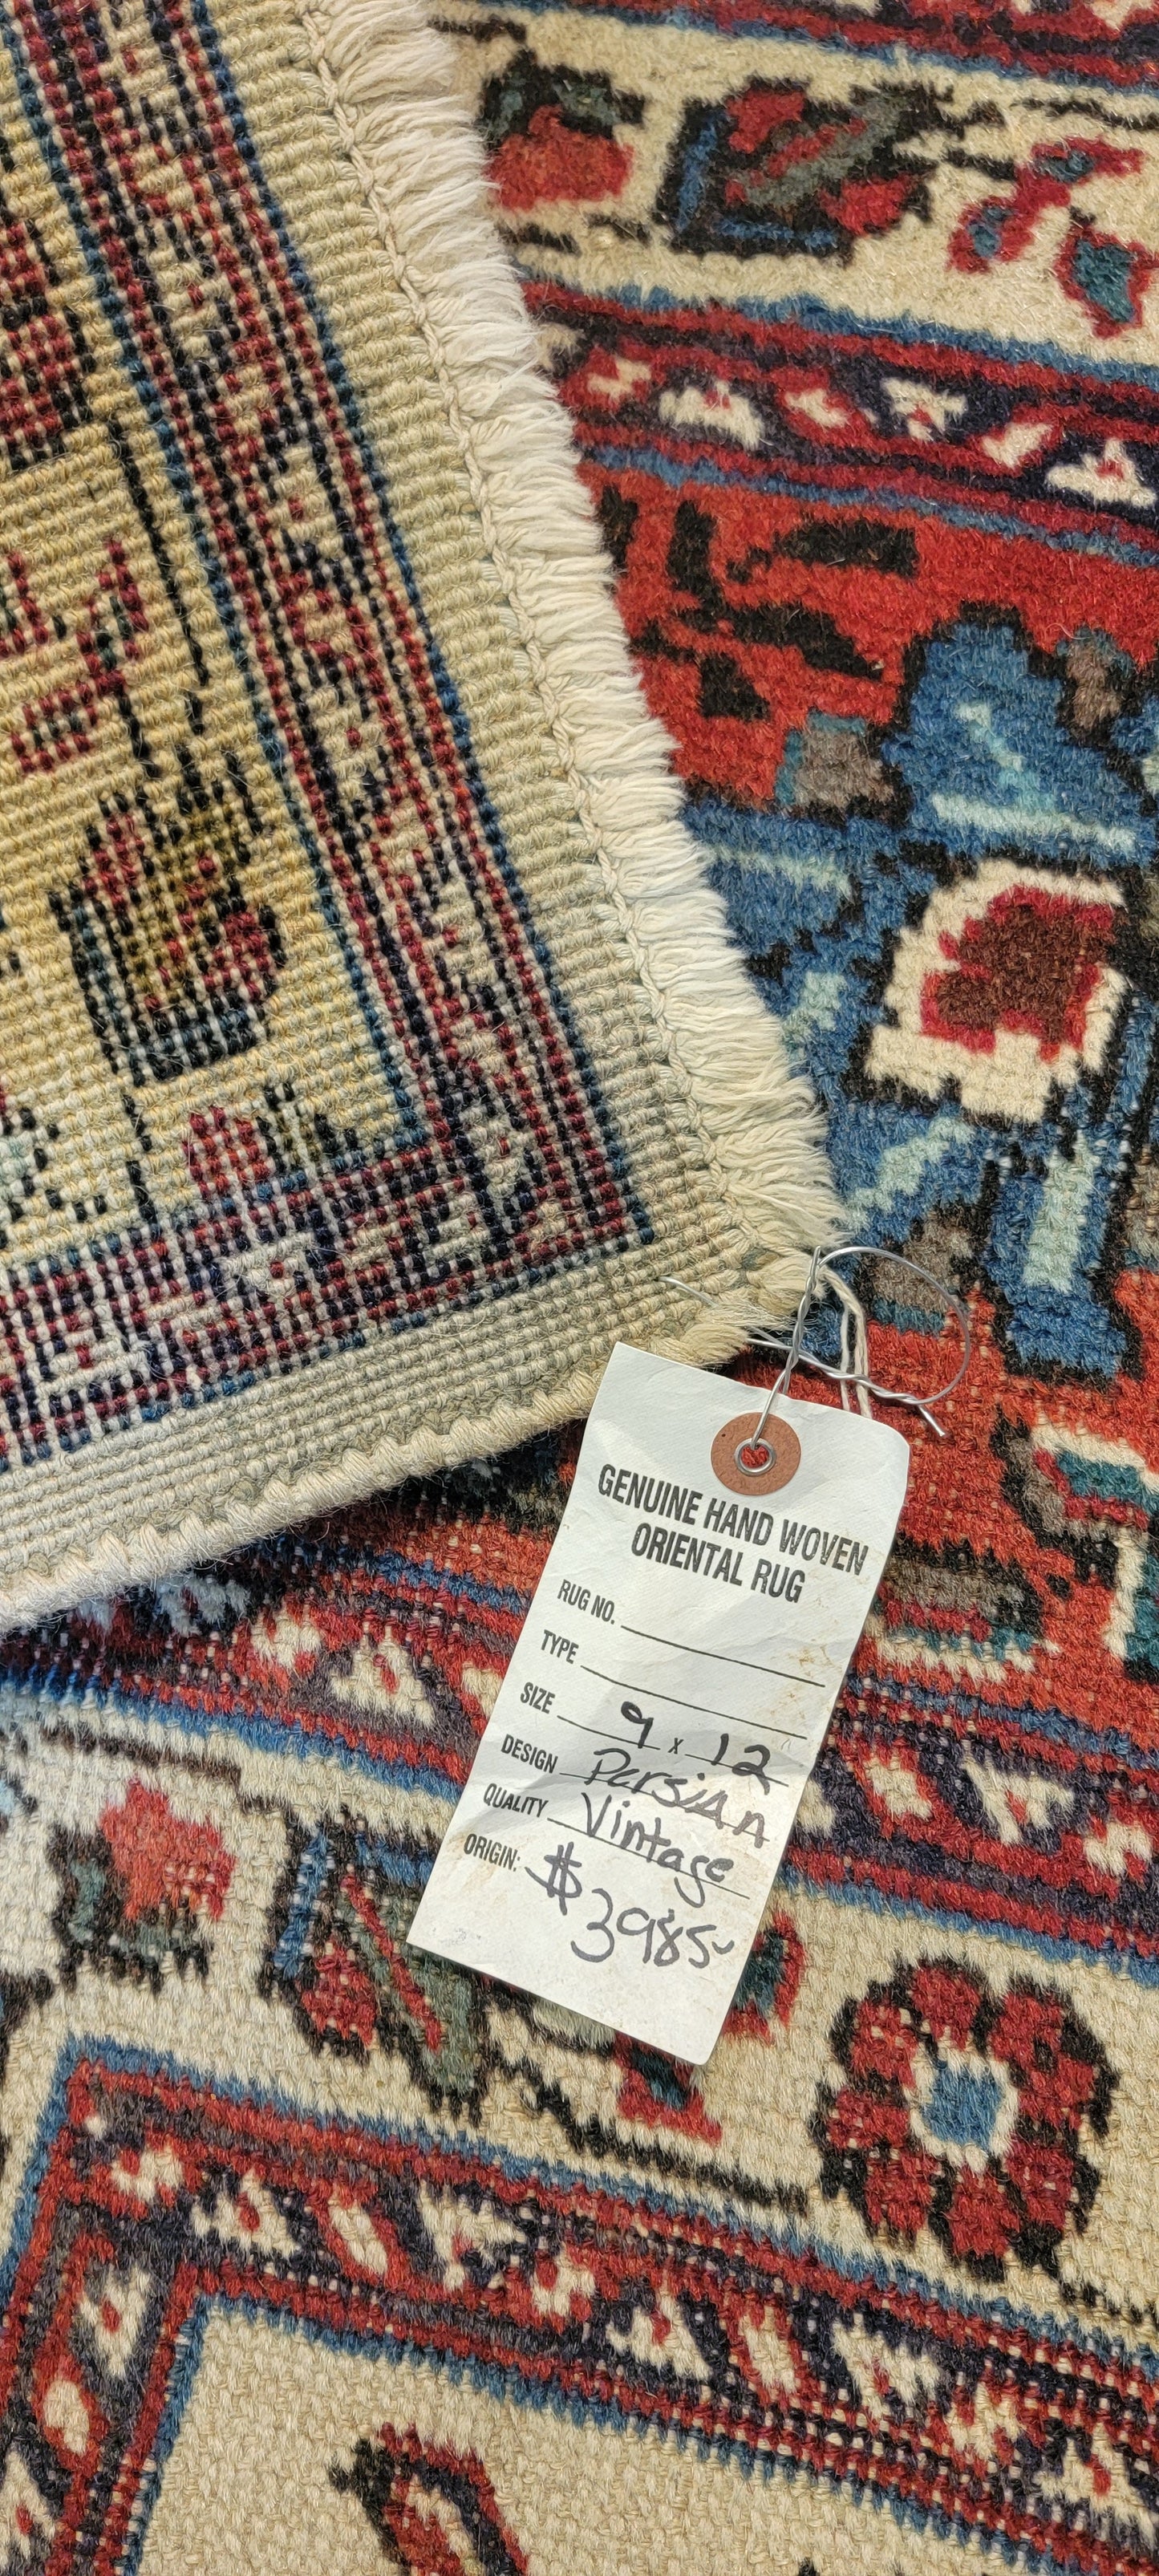 GENUINE HAND WOVEN
ORIENTAL RUG
RUG NO.
TYPE
SIZE 9 x 12
DESIGN Persian
QUALITY Vintage
ORIGIN: $3985-